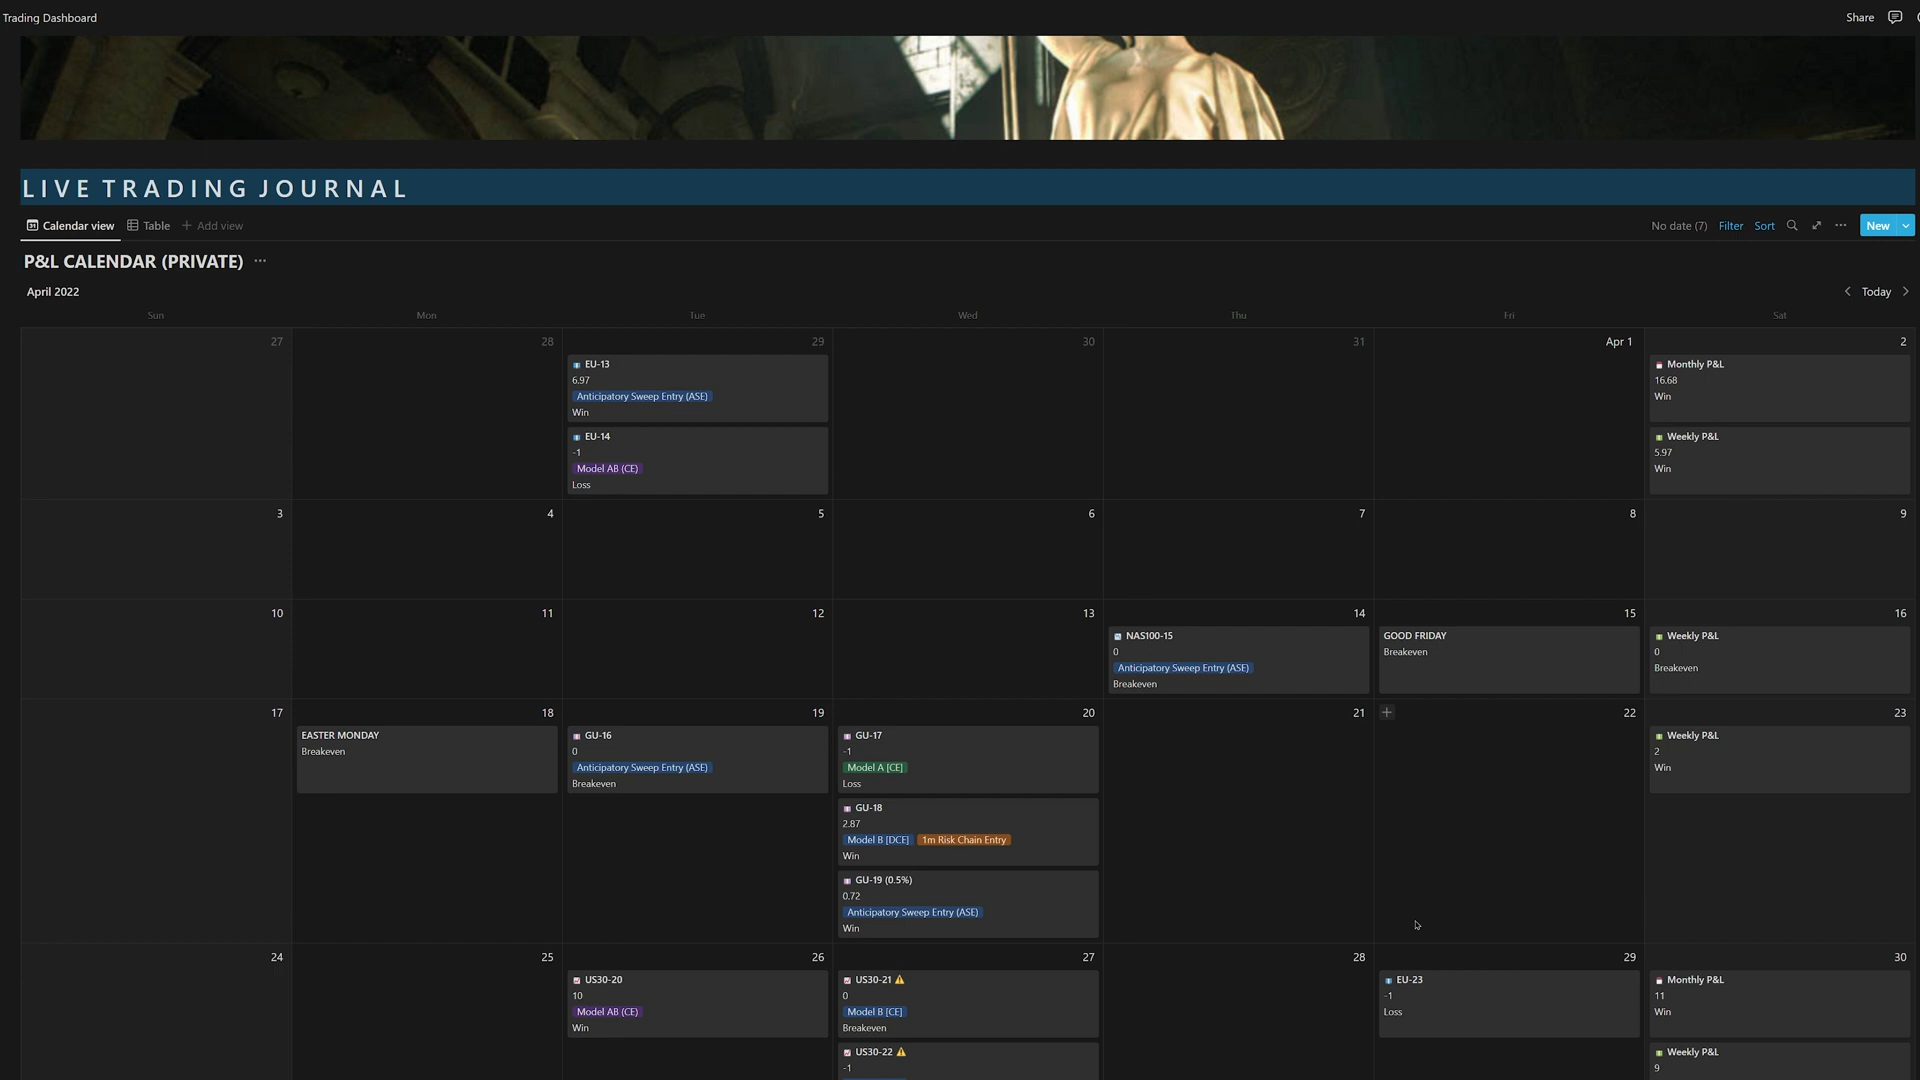 Trading Dashboard
Share
LIVE TRADING JOURNAL
Calendar view Table + Add view
No date (7) Filter Sort ··· New
P&L CALENDAR (PRIVATE) ···
April 2022
Today
Sun Mon Tue Wed Thu Fri Sat
27 28 29 30 31 Apr 1 2
EU-13
6.97
Anticipatory Sweep Entry (ASE)
Win
EU-14
-1
Model AB (CE)
Loss
Monthly P&L
16.68
Win
Weekly P&L
5.97
Win
3 4 5 6 7 8 9
10 11 12 13 14 15 16
NAS100-15
0
Anticipatory Sweep Entry (ASE)
Breakeven
GOOD FRIDAY
Breakeven
Weekly P&L
0
Breakeven
17 18 19 20 21 22 23
EASTER MONDAY
Breakeven
GU-16
0
Anticipatory Sweep Entry (ASE)
Breakeven
GU-17
-1
Model A [CE]
Loss
GU-18
2.87
Model B [DCE] 1m Risk Chain Entry
Win
GU-19 (0.5%)
0.72
Anticipatory Sweep Entry (ASE)
Win
Weekly P&L
2
Win
24 25 26 27 28 29 30
US30-20
10
Model AB (CE)
Win
US30-21
0
Model B [CE]
Breakeven
US30-22
-1
EU-23
-1
Loss
Monthly P&L
11
Win
Weekly P&L
9